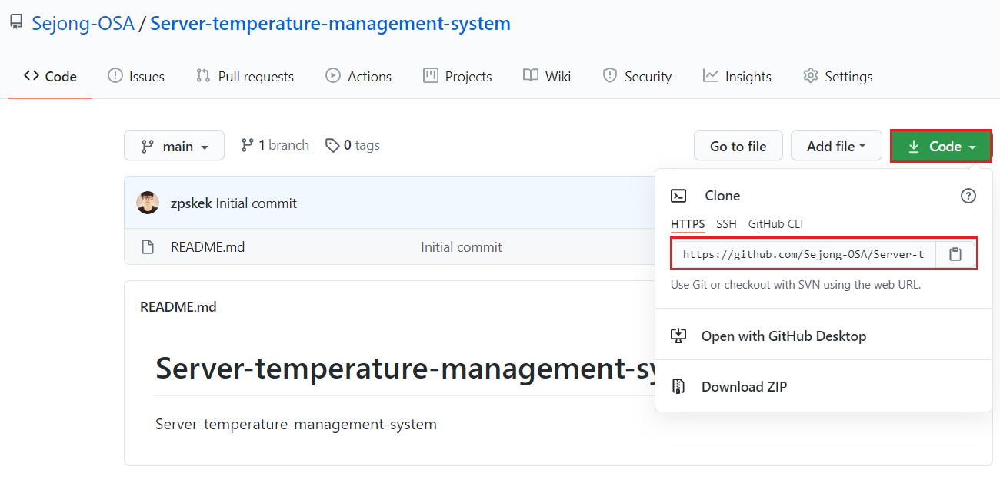 Sejong-OSA / Server-temperature-management-system
Code Issues Pull requests Actions Projects Wiki Security Insights Settings
main 1 branch 0 tags Go to file Add file Code
zpskek Initial commit
README.md Initial commit
Clone
HTTPS SSH GitHub CLI
https://github.com/Sejong-OSA/Server-t
Use Git or checkout with SVN using the web URL.
Open with GitHub Desktop
Download ZIP
README.md
Server-temperature-management-sy
Server-temperature-management-system